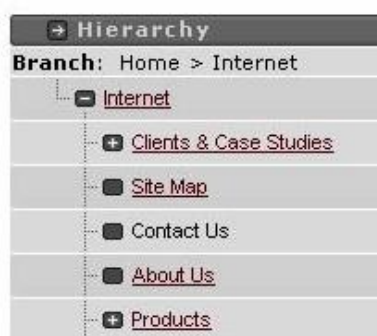 Hierarchy
Branch: Home > Internet
Internet
Clients & Case Studies
Site Map
Contact Us
About Us
Products